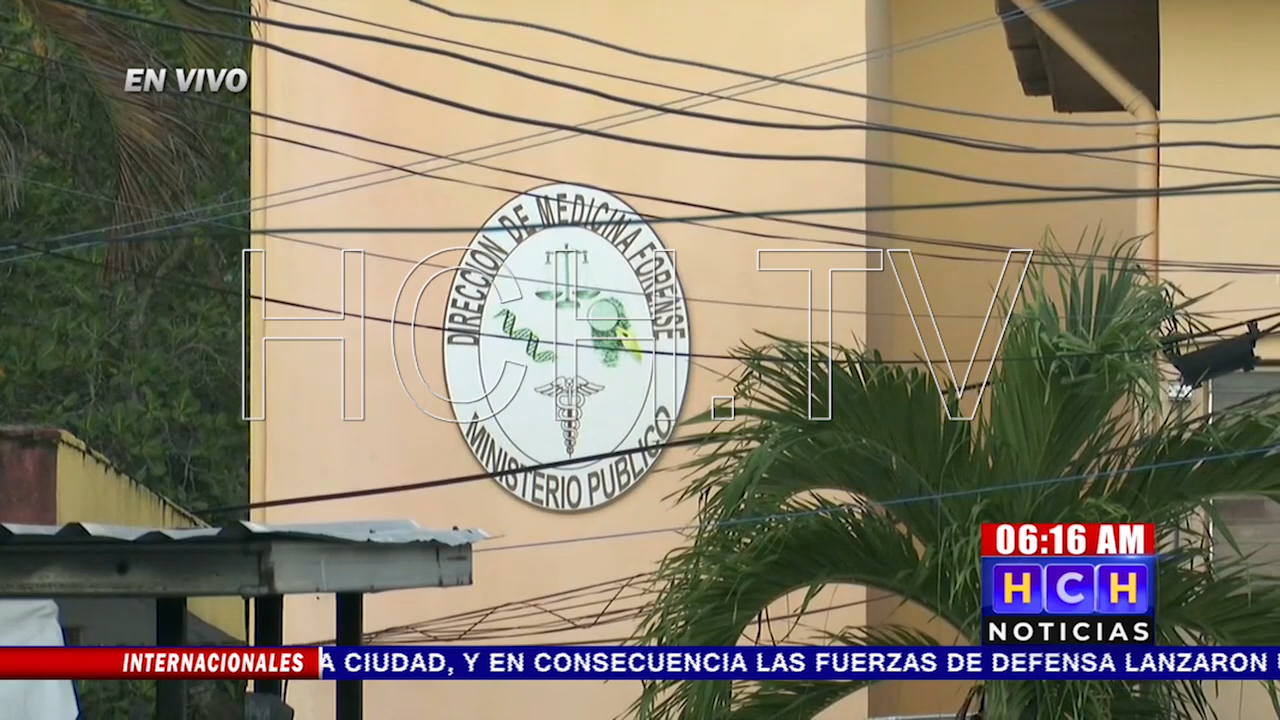 EN VIVO
DIRECCION DE MEDICINA FORENSE
HCH.TV
MINISTERIO PUBLICO
06:16 AM
HCH
NOTICIAS
INTERNACIONALES
A CIUDAD, Y EN CONSECUENCIA LAS FUERZAS DE DEFENSA LANZARON